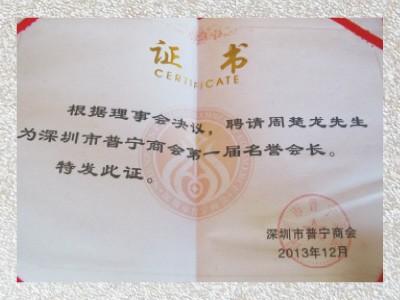 证书
CERTIFICATE
根据理事会决议，聘请周楚龙先生
为深圳市普宁商会第一届名誉会长。
特发此证。
深圳市普宁商会
2013年12月